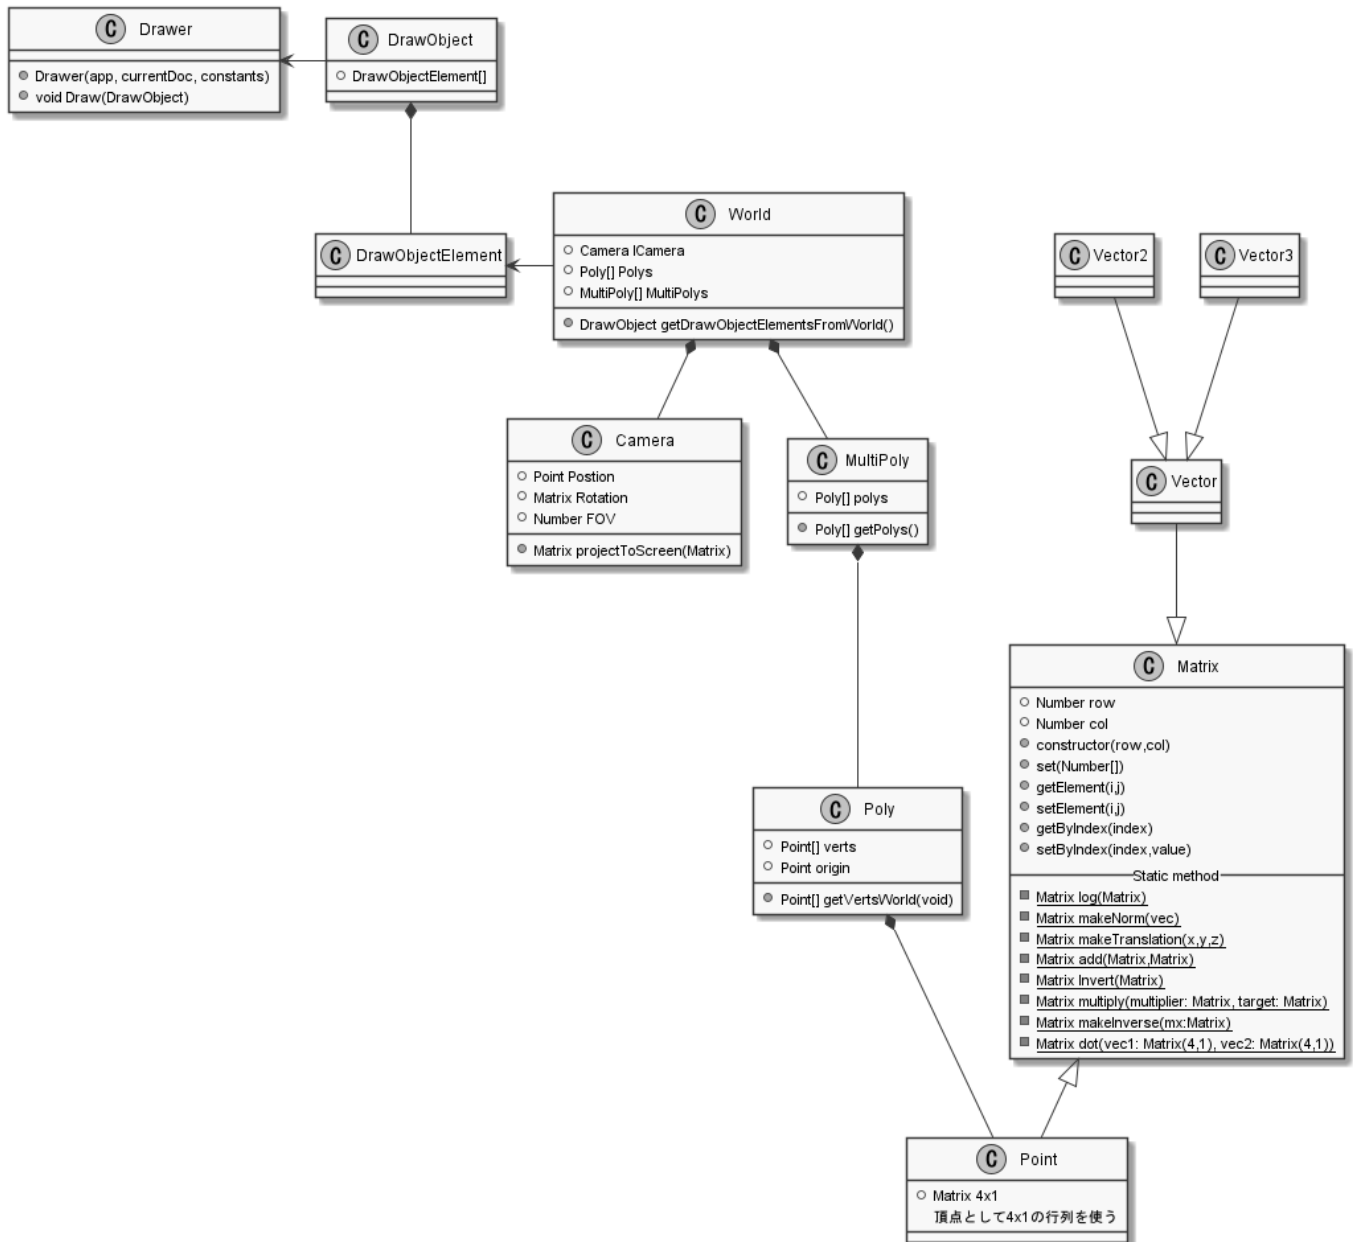 C Drawer
Drawer(app, currentDoc, constants)
void Draw(DrawObject)
C DrawObject
DrawObjectElement[]
C DrawObjectElement
C World
Camera ICamera
Poly[] Polys
MultiPoly[] MultiPolys
DrawObject getDrawObjectElementsFromWorld()
C Vector2
C Vector3
C Camera
Point Postion
Matrix Rotation
Number FOV
Matrix projectToScreen(Matrix)
C MultiPoly
Poly[] polys
Poly[] getPolys()
C Vector
C Matrix
Number row
Number col
constructor(row,col)
set(Number[])
getElement(i,j)
setElement(i,j)
getByIndex(index)
setByIndex(index,value)
Static method
Matrix log(Matrix)
Matrix makeNorm(vec)
Matrix makeTranslation(x,y,z)
Matrix add(Matrix,Matrix)
Matrix Invert(Matrix)
Matrix multiply(multiplier: Matrix, target: Matrix)
Matrix makeInverse(mx:Matrix)
Matrix dot(vec1: Matrix(4,1), vec2: Matrix(4,1))
C Poly
Point[] verts
Point origin
Point[] getVertsWorld(void)
C Point
Matrix 4x1
頂点として4x1の行列を使う